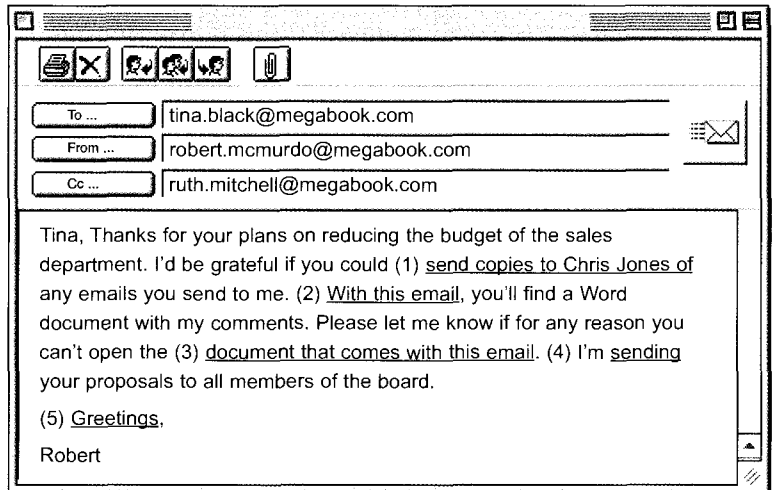 To ... tina.black@megabook.com
From ... robert.mcmurdo@megabook.com
Cc ... ruth.mitchell@megabook.com
Tina, Thanks for your plans on reducing the budget of the sales
department. I'd be grateful if you could (1) send copies to Chris Jones of
any emails you send to me. (2) With this email, you'll find a Word
document with my comments. Please let me know if for any reason you
can't open the (3) document that comes with this email. (4) I'm sending
your proposals to all members of the board.
(5) Greetings,
Robert